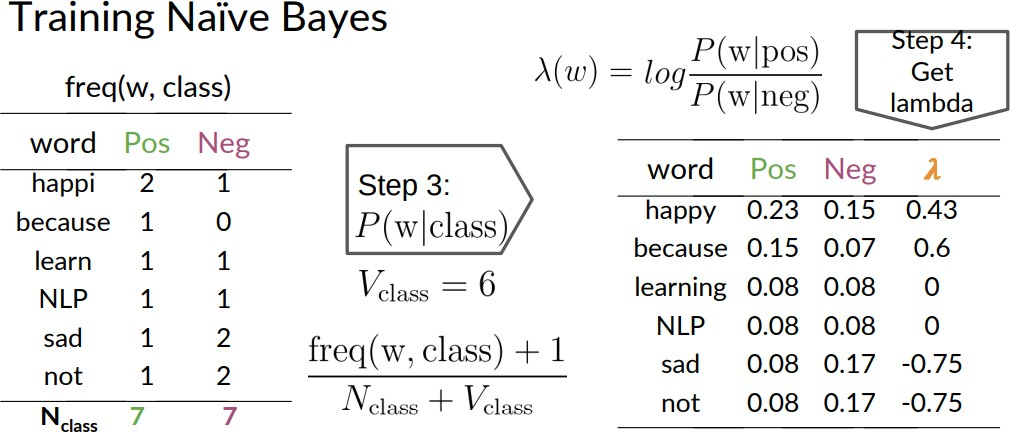 Training Naïve Bayes
freq(w, class)
word Pos Neg
happi 2 1
because 1 0
learn 1 1
NLP 1 1
sad 1 2
not 1 2
N_class 7 7
Step 3:
P(w|class)
V_class = 6
freq(w, class) + 1
N_class + V_class
λ(w) = log P(w|pos) / P(w|neg)
Step 4:
Get
lambda
word Pos Neg λ
happy 0.23 0.15 0.43
because 0.15 0.07 0.6
learning 0.08 0.08 0
NLP 0.08 0.08 0
sad 0.08 0.17 -0.75
not 0.08 0.17 -0.75